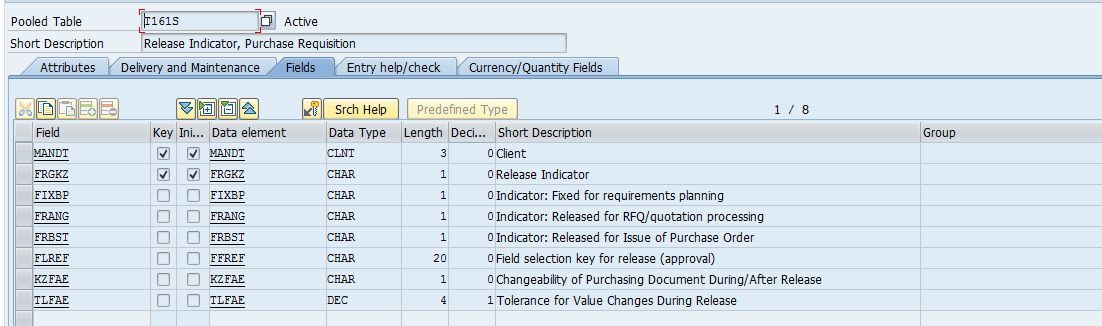 Pooled Table T161S Active
Short Description Release Indicator, Purchase Requisition
Attributes Delivery and Maintenance Fields Entry help/check Currency/Quantity Fields
Srch Help Predefined Type 1 / 8
Field Key Ini... Data element Data Type Length Deci... Short Description Group
MANDT MANDT CLNT 3 0 Client
FRGKZ FRGKZ CHAR 1 0 Release Indicator
FIXBP FIXBP CHAR 1 0 Indicator: Fixed for requirements planning
FRANG FRANG CHAR 1 0 Indicator: Released for RFQ/quotation processing
FRBST FRBST CHAR 1 0 Indicator: Released for Issue of Purchase Order
FLREF FFREF CHAR 20 0 Field selection key for release (approval)
KZFAE KZFAE CHAR 1 0 Changeability of Purchasing Document During/After Release
TLFAE TLFAE DEC 4 1 Tolerance for Value Changes During Release